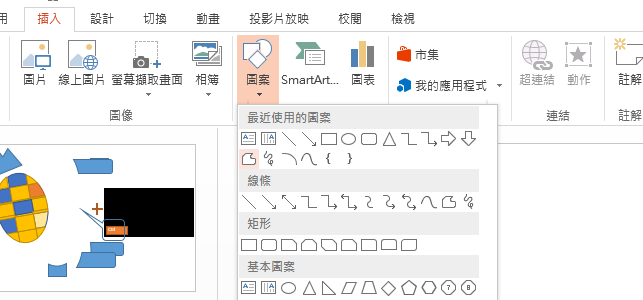 用 插入 設計 切換 動畫 投影片放映 校閱 檢視
圖片 線上圖片 螢幕擷取畫面 相簿 圖案 SmartArt... 圖表 市集 我的應用程式 超連結 動作 註解
圖像 連結 註解
最近使用的圖案
線條
矩形
基本圖案
7 8